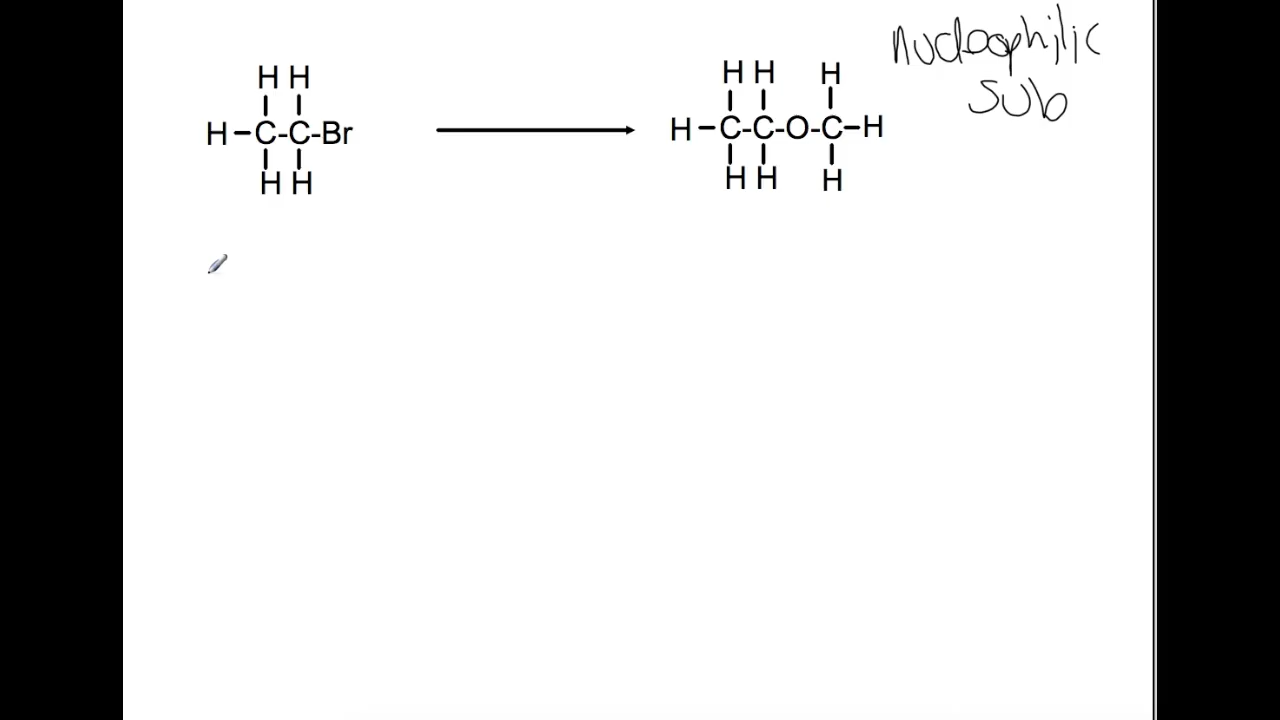 H H
H-C-C-Br
H H
H H H
H-C-C-O-C-H
H H H
nucleophilic
sub